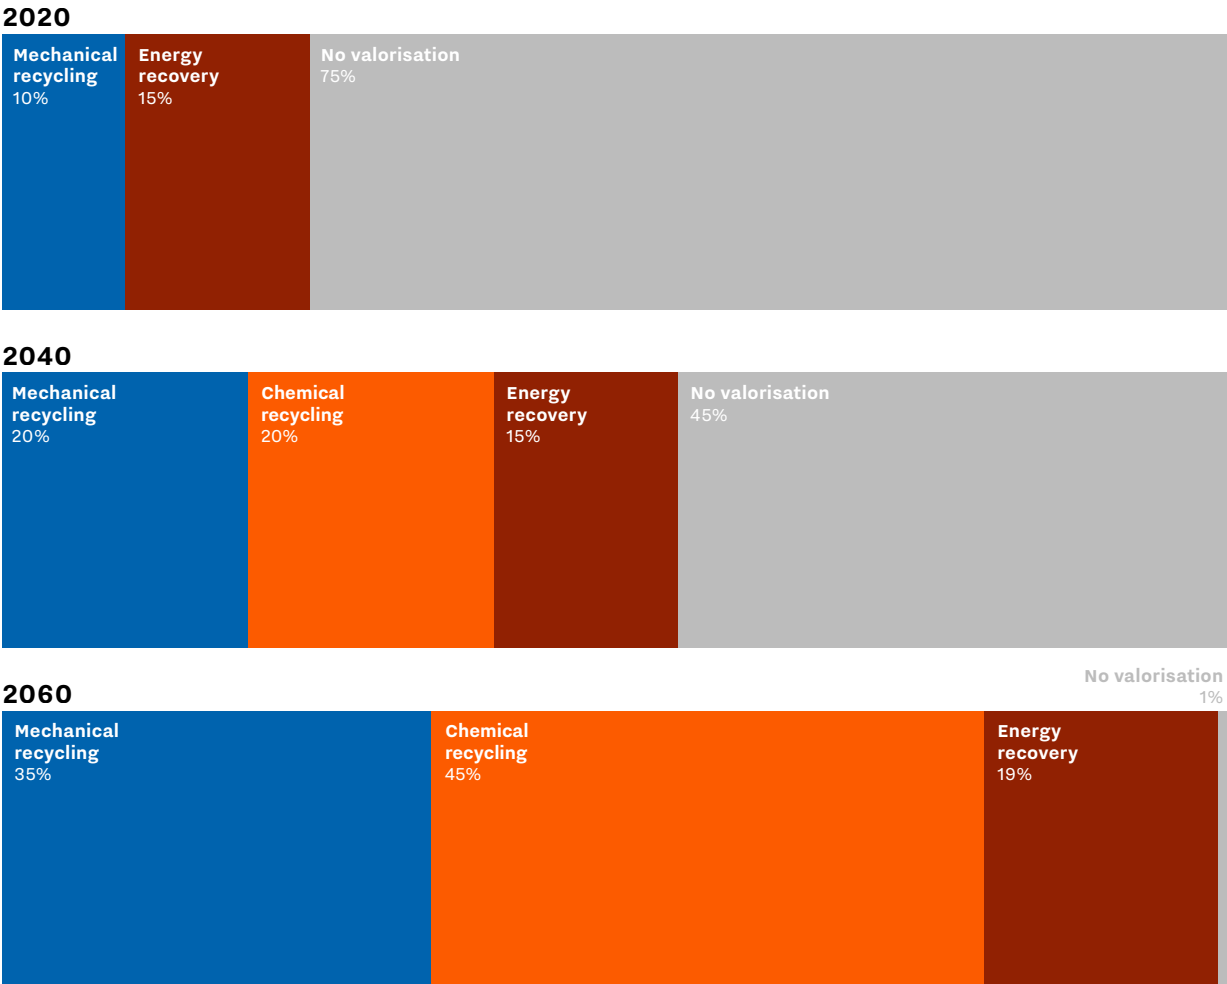 2020
Mechanical
recycling
10%
Energy
recovery
15%
No valorisation
75%
2040
Mechanical
recycling
20%
Chemical
recycling
20%
Energy
recovery
15%
No valorisation
45%
2060
No valorisation
1%
Mechanical
recycling
35%
Chemical
recycling
45%
Energy
recovery
19%